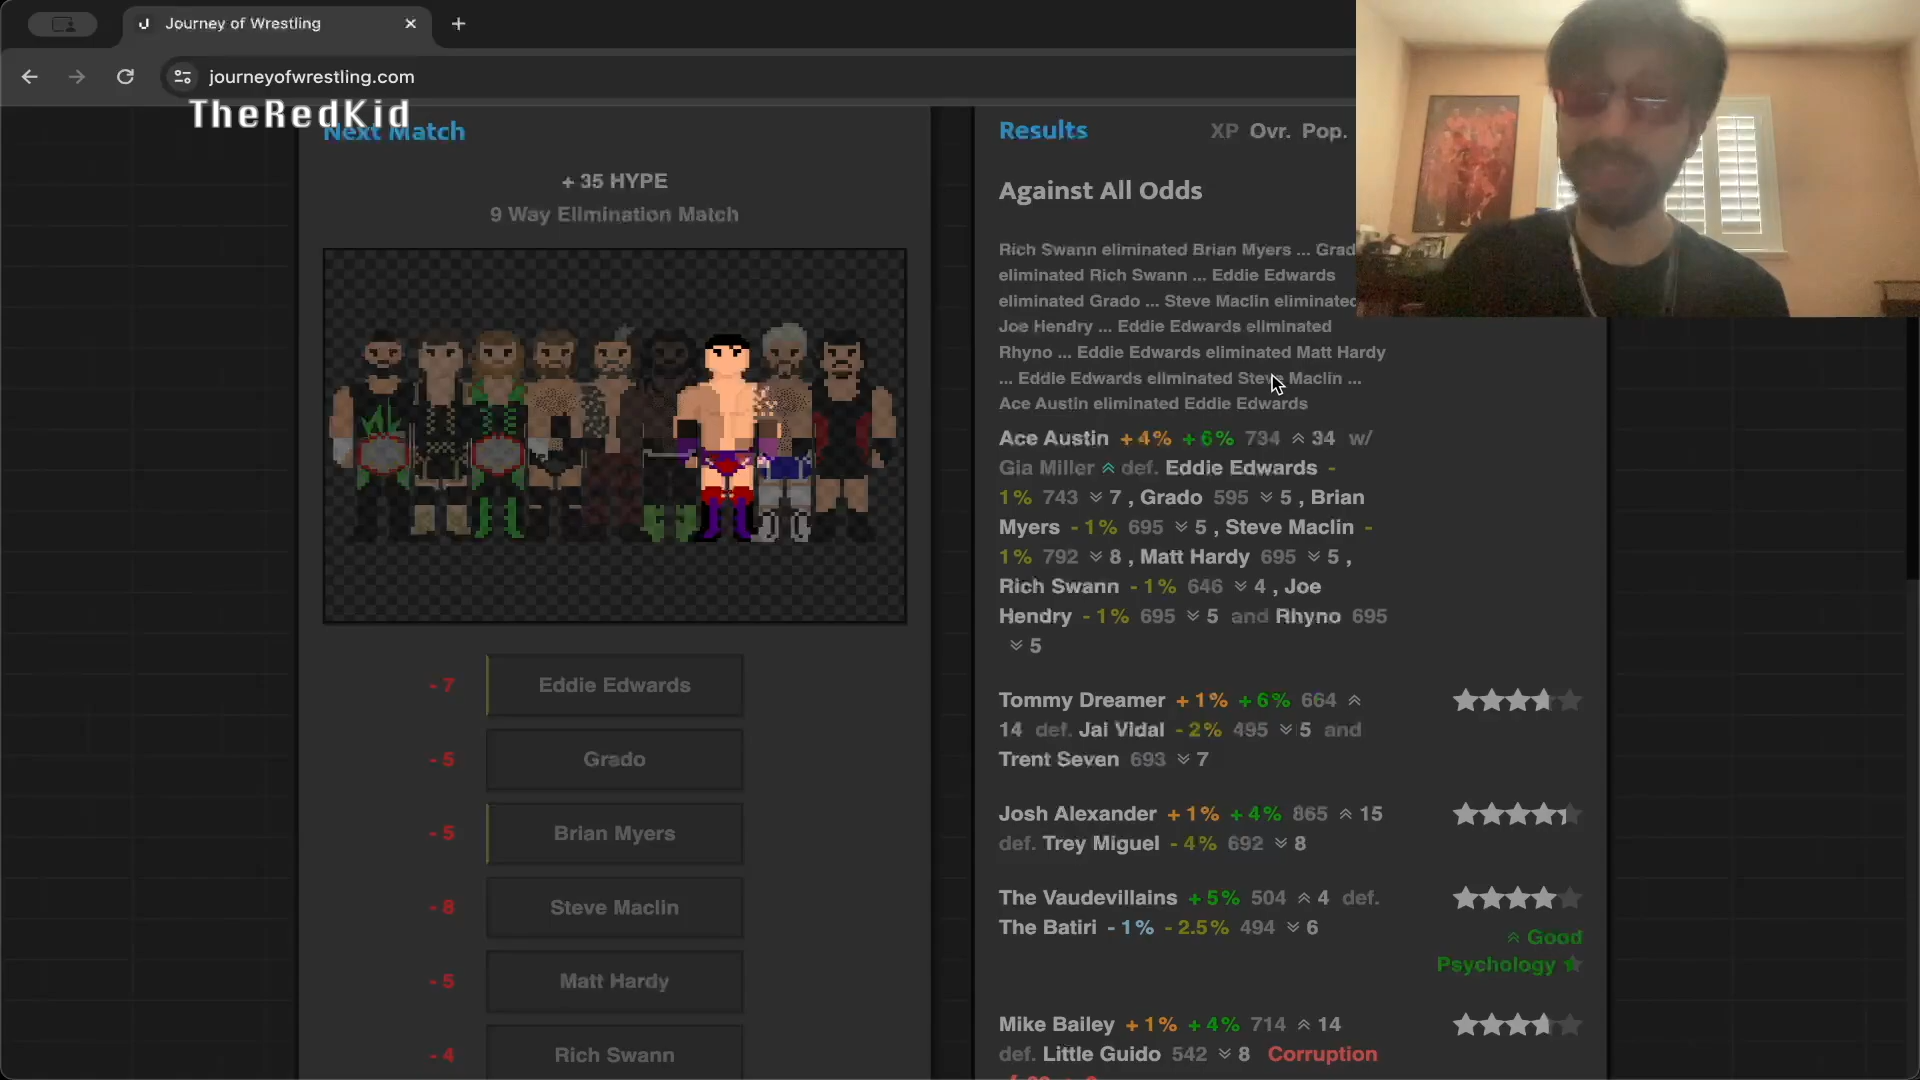 Journey of Wrestling
journeyofwrestling.com
TheRedKid
Next Match
+ 35 HYPE
9 Way Elimination Match
- 7 Eddie Edwards
- 5 Grado
- 5 Brian Myers
- 8 Steve Maclin
- 5 Matt Hardy
- 4 Rich Swann
Results XP Ovr. Pop.
Against All Odds
Rich Swann eliminated Brian Myers ... Grad
eliminated Rich Swann ... Eddie Edwards
eliminated Grado ... Steve Maclin eliminated
Joe Hendry ... Eddie Edwards eliminated
Rhyno ... Eddie Edwards eliminated Matt Hardy
... Eddie Edwards eliminated Steve Maclin ...
Ace Austin eliminated Eddie Edwards
Ace Austin + 4% + 6% 734 34 w/
Gia Miller def. Eddie Edwards -
1% 743 7 , Grado 595 5 , Brian
Myers - 1% 695 5 , Steve Maclin -
1% 792 8 , Matt Hardy 695 5 ,
Rich Swann - 1% 646 4 , Joe
Hendry - 1% 695 5 and Rhyno 695
5
Tommy Dreamer + 1% + 6% 664
14 def. Jai Vidal - 2% 495 5 and
Trent Seven 693 7
Josh Alexander + 1% + 4% 865 15
def. Trey Miguel - 4% 692 8
The Vaudevillains + 5% 504 4 def.
The Batiri - 1% - 2.5% 494 6
Good
Psychology
Mike Bailey + 1% + 4% 714 14
def. Little Guido 542 8 Corruption